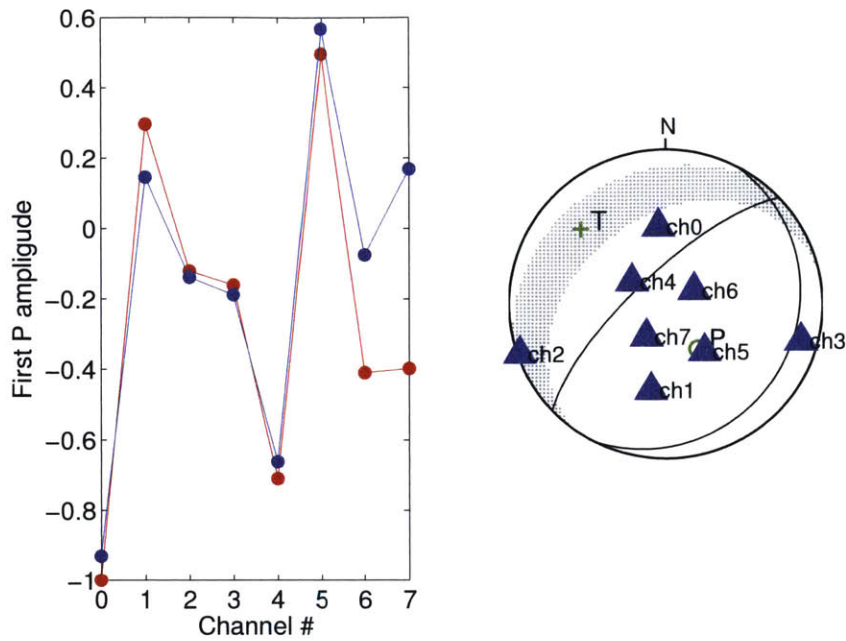 0.6
0.4
0.2
0
−0.2
−0.4
−0.6
−0.8
−1
0 1 2 3 4 5 6 7
First P ampligude
Channel #
N
T
ch0
ch4
ch6
ch7
P
ch5
ch3
ch2
ch1